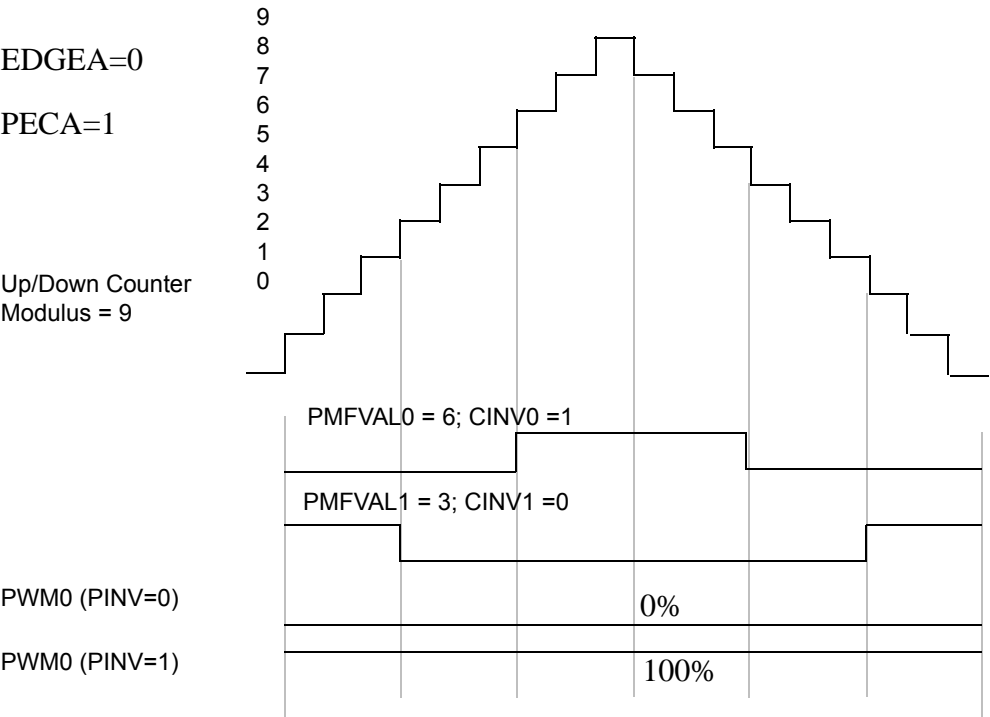 9
EDGEA=0
8
7
6
PECA=1
5
4
3
2
1
Up/Down Counter
0
Modulus = 9
PMFVAL0 = 6; CINV0 =1
PMFVAL1 = 3; CINV1 =0
PWM0 (PINV=0)
0%
PWM0 (PINV=1)
100%